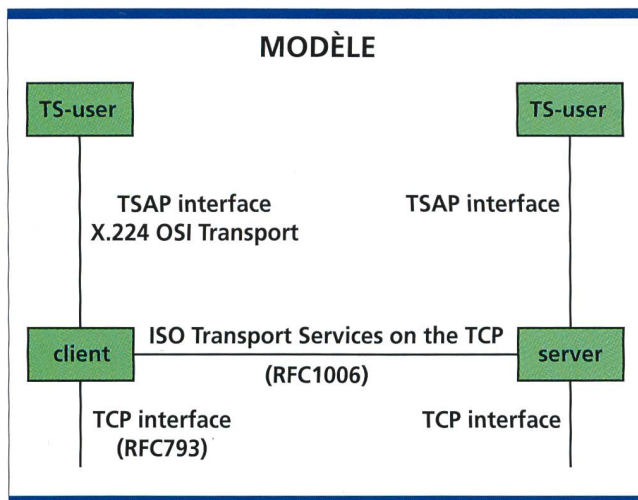 MODÈLE
TS-user
TS-user
TSAP interface
X.224 OSI Transport
TSAP interface
client
ISO Transport Services on the TCP
(RFC1006)
server
TCP interface
(RFC793)
TCP interface